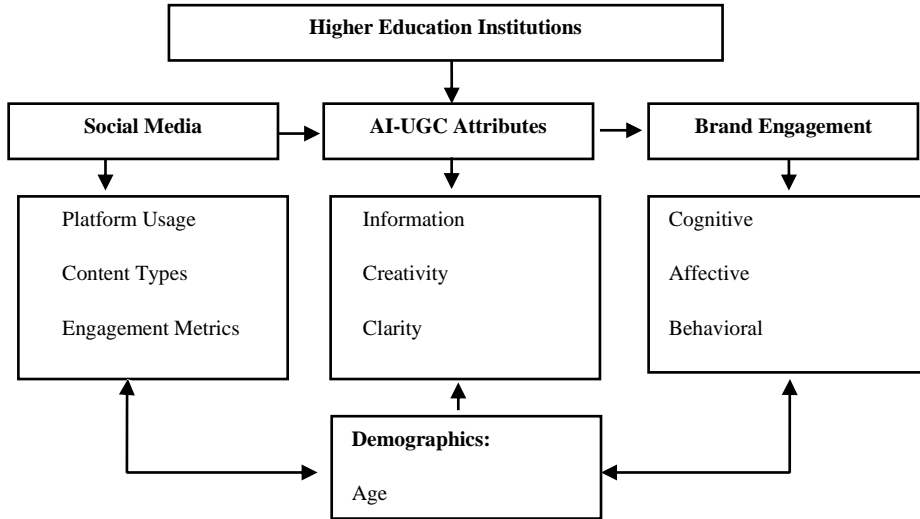 Higher Education Institutions
Social Media
AI-UGC Attributes
Brand Engagement
Platform Usage
Content Types
Engagement Metrics
Information
Creativity
Clarity
Cognitive
Affective
Behavioral
Demographics:
Age